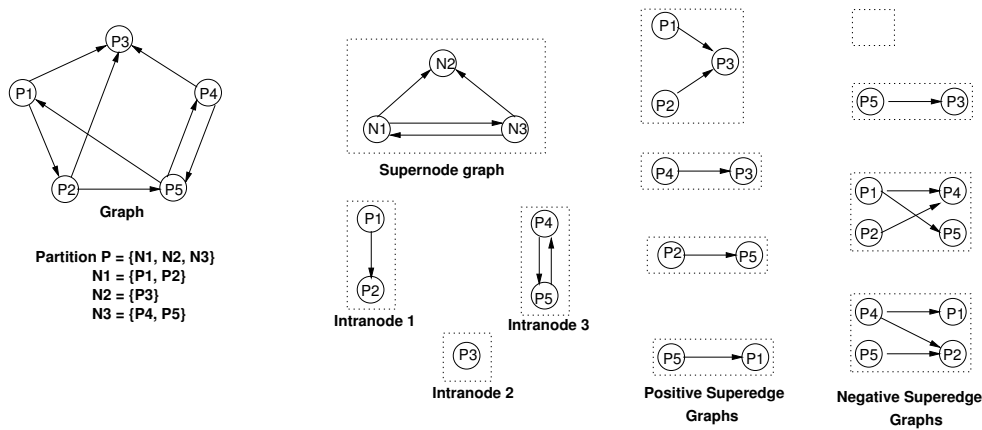 P3
P1
P4
P2
P5
Graph
Partition P = {N1, N2, N3}
N1 = {P1, P2}
N2 = {P3}
N3 = {P4, P5}
N2
N1
N3
Supernode graph
P1
P2
Intranode 1
P4
P5
Intranode 3
P3
Intranode 2
P1
P3
P2
P4 P3
P2 P5
P5 P1
Positive Superedge
Graphs
P5 P3
P1 P4
P2 P5
P4 P1
P5 P2
Negative Superedge
Graphs